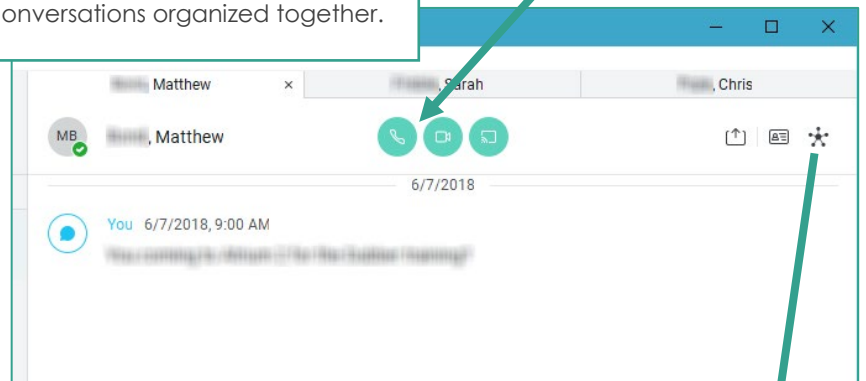 onversations organized together.
, Matthew ×
, Sarah
, Chris
MB
, Matthew
6/7/2018
You 6/7/2018, 9:00 AM